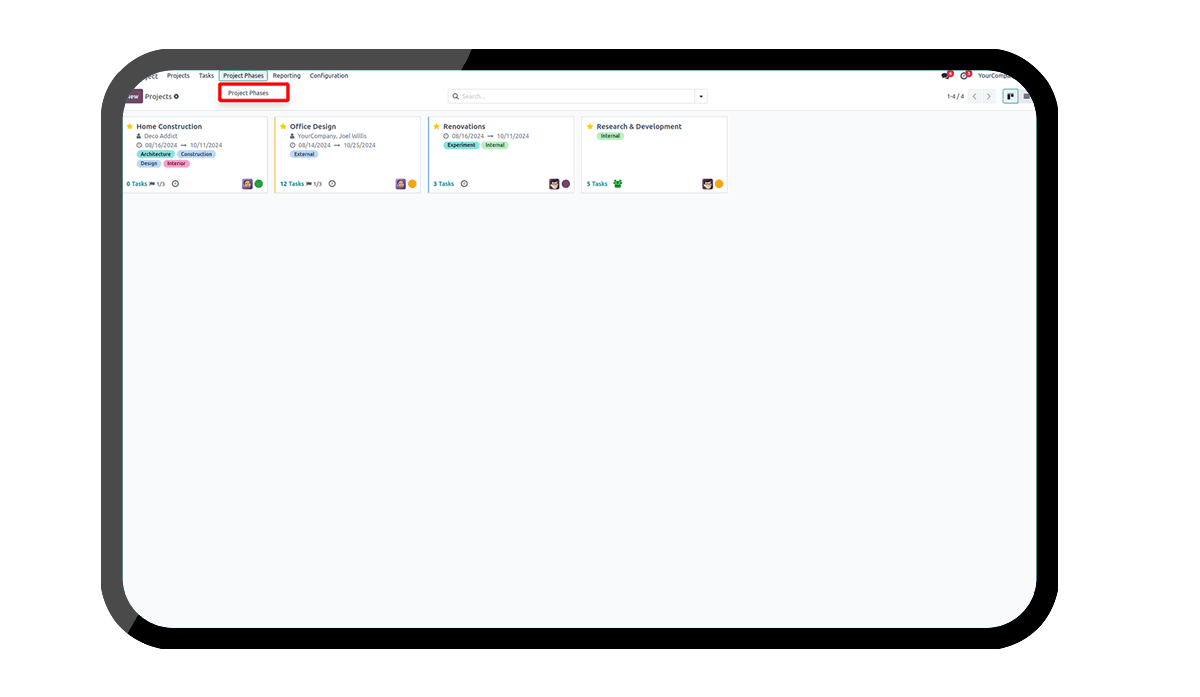 Projects Tasks Project Phases Reporting Configuration
Projects
Project Phases
Search...
1-4 / 4
Home Construction
Deco Addict
08/16/2024 → 10/11/2024
Architecture Construction
Design Interior
0 Tasks 1/3
Office Design
YourCompany, Joel Willis
08/14/2024 → 10/25/2024
External
12 Tasks 1/3
Renovations
08/16/2024 → 10/11/2024
Experiment Internal
3 Tasks
Research & Development
Internal
5 Tasks